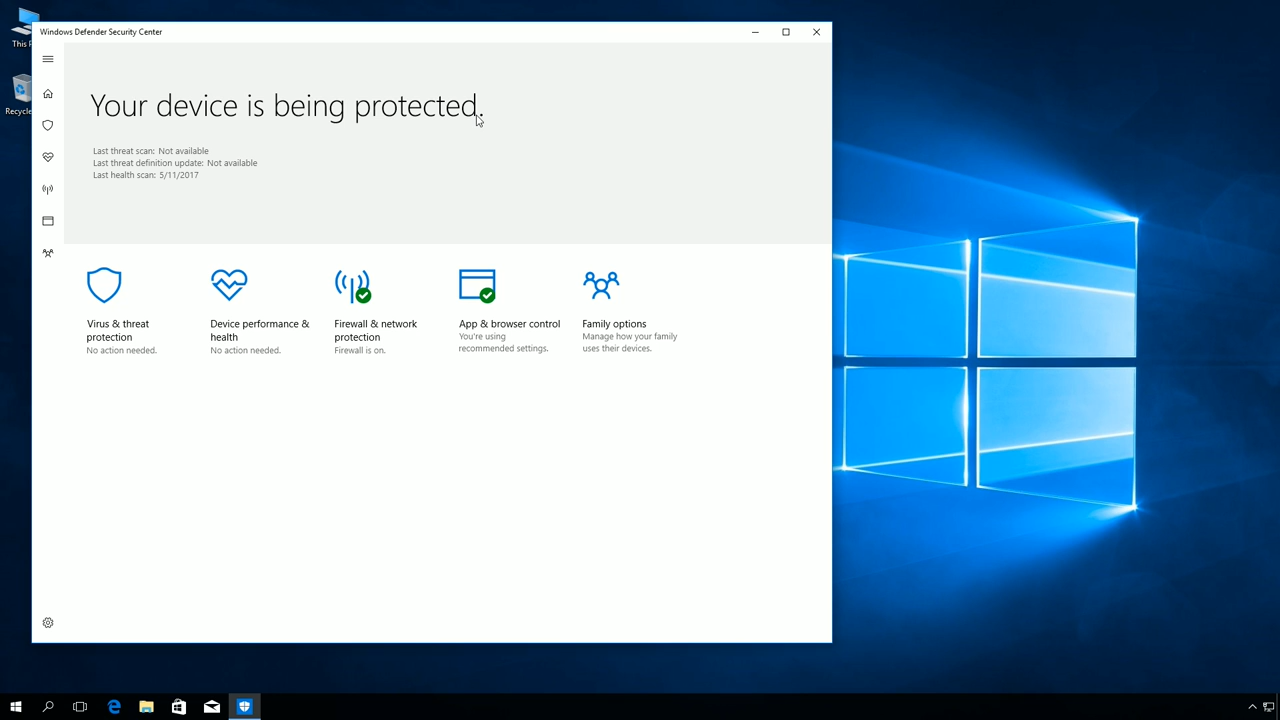 This P
Recycle
Windows Defender Security Center
Your device is being protected.
Last threat scan: Not available
Last threat definition update: Not available
Last health scan: 5/11/2017
Virus & threat
protection
No action needed.
Device performance &
health
No action needed.
Firewall & network
protection
Firewall is on.
App & browser control
You're using
recommended settings.
Family options
Manage how your family
uses their devices.